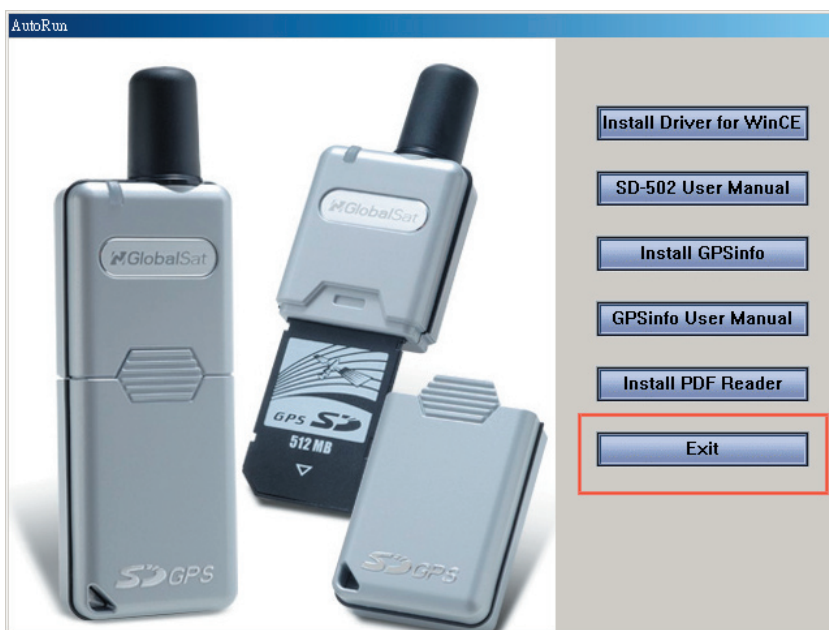 AutoRun
GlobalSat
SD GPS
GlobalSat
GPS SD
512 MB
SD GPS
Install Driver for WinCE
SD-502 User Manual
Install GPSinfo
GPSinfo User Manual
Install PDF Reader
Exit